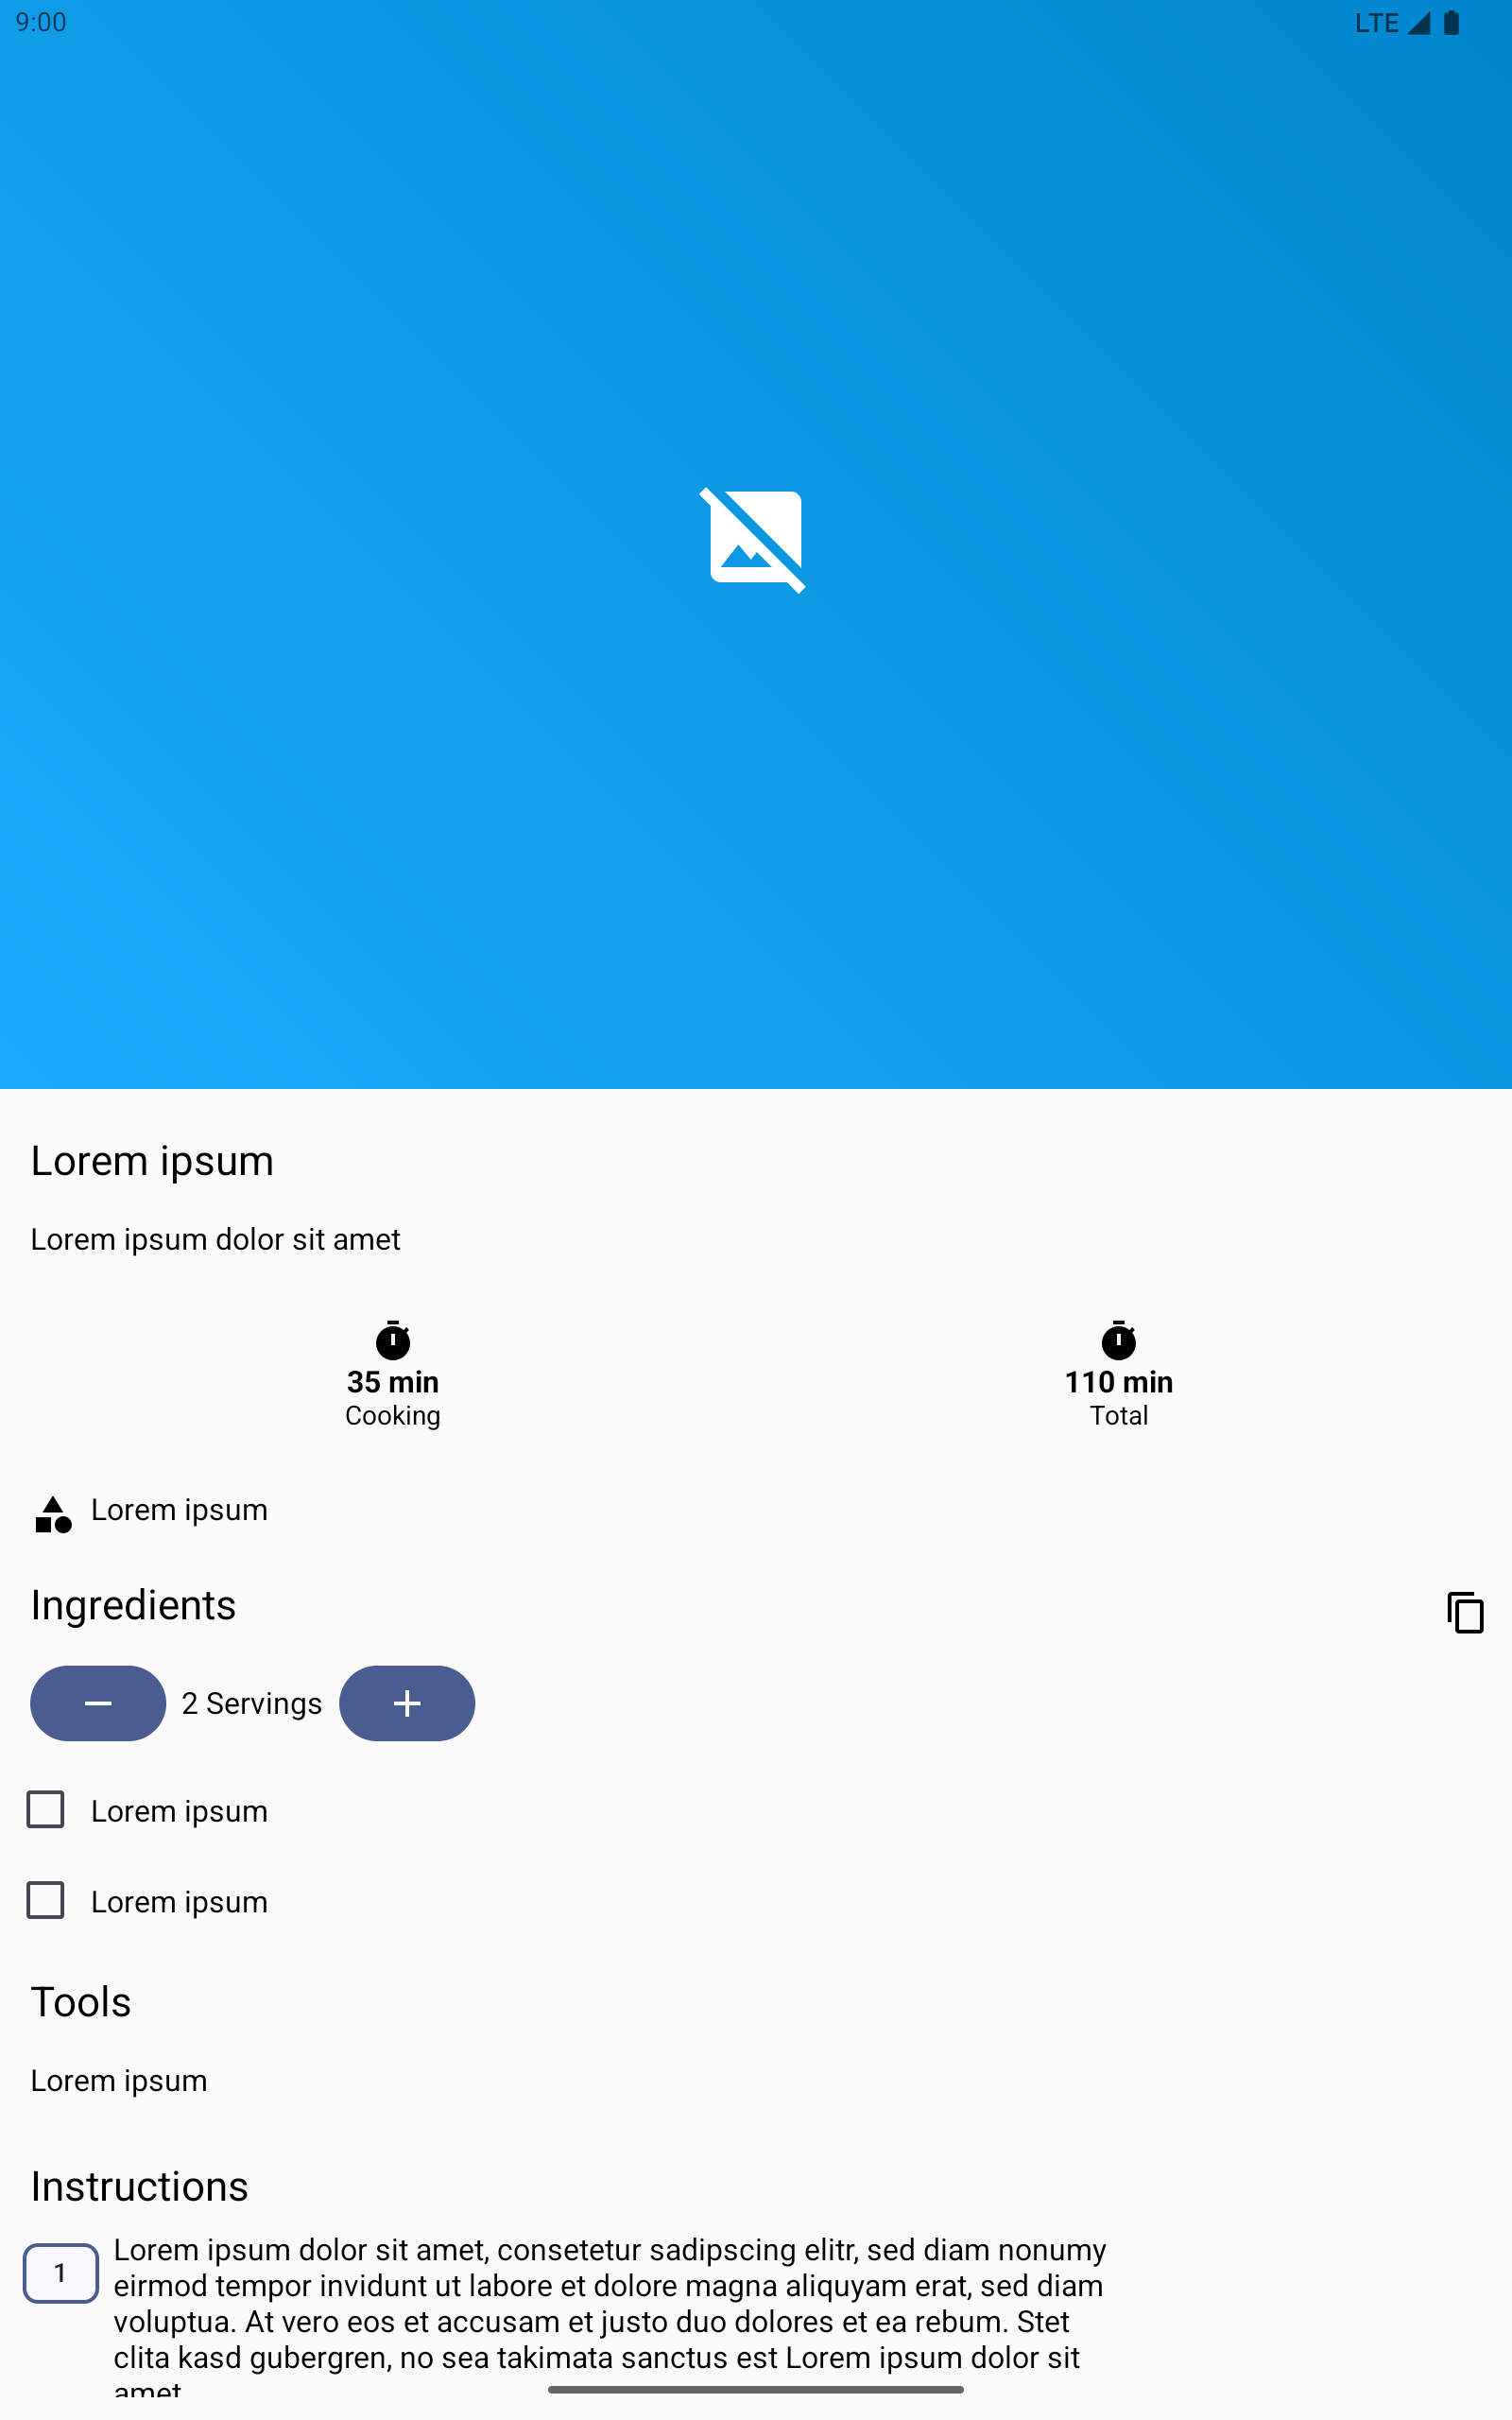 9:00
LTE
Lorem ipsum
Lorem ipsum dolor sit amet
35 min
Cooking
110 min
Total
Lorem ipsum
Ingredients
2 Servings
Lorem ipsum
Lorem ipsum
Tools
Lorem ipsum
Instructions
1
Lorem ipsum dolor sit amet, consetetur sadipscing elitr, sed diam nonumy
eirmod tempor invidunt ut labore et dolore magna aliquyam erat, sed diam
voluptua. At vero eos et accusam et justo duo dolores et ea rebum. Stet
clita kasd gubergren, no sea takimata sanctus est Lorem ipsum dolor sit
amet